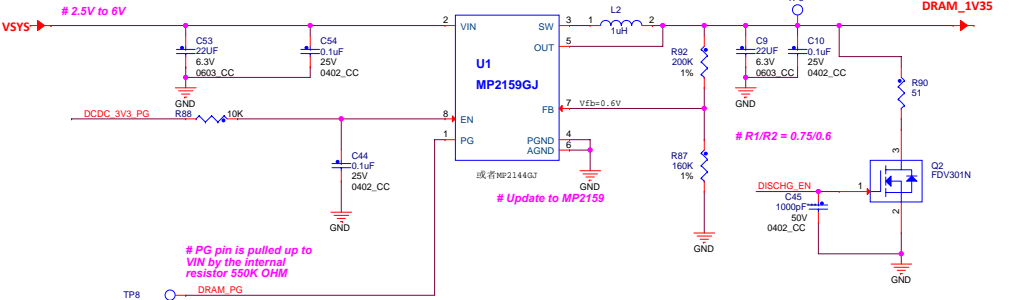 # 2.5V to 6V
DRAM_1V35
VSYS
2
VIN
SW
3
1
L2
2
1uH
OUT
5
C53
22UF
6.3V
0603_CC
C54
0.1uF
25V
0402_CC
GND
U1
MP2159GJ
R92
200K
1%
C9
22UF
6.3V
0603_CC
C10
0.1uF
25V
0402_CC
GND
R90
51
DCDC_3V3_PG
R88
10K
8
EN
1
PG
FB
7
Vfb=0.6V
PGND
4
AGND
6
GND
# R1/R2 = 0.75/0.6
C44
0.1uF
25V
0402_CC
GND
或者MP2144GJ
# Update to MP2159
R87
160K
1%
GND
3
Q2
FDV301N
DISCHG_EN
1
2
C45
1000pF
50V
0402_CC
GND
# PG pin is pulled up to
VIN by the internal
resistor 550K OHM
TP8
DRAM_PG